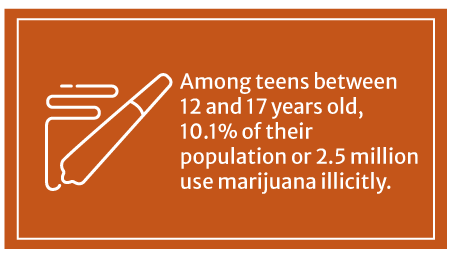 Among teens between
12 and 17 years old,
10.1% of their
population or 2.5 million
use marijuana illicitly.